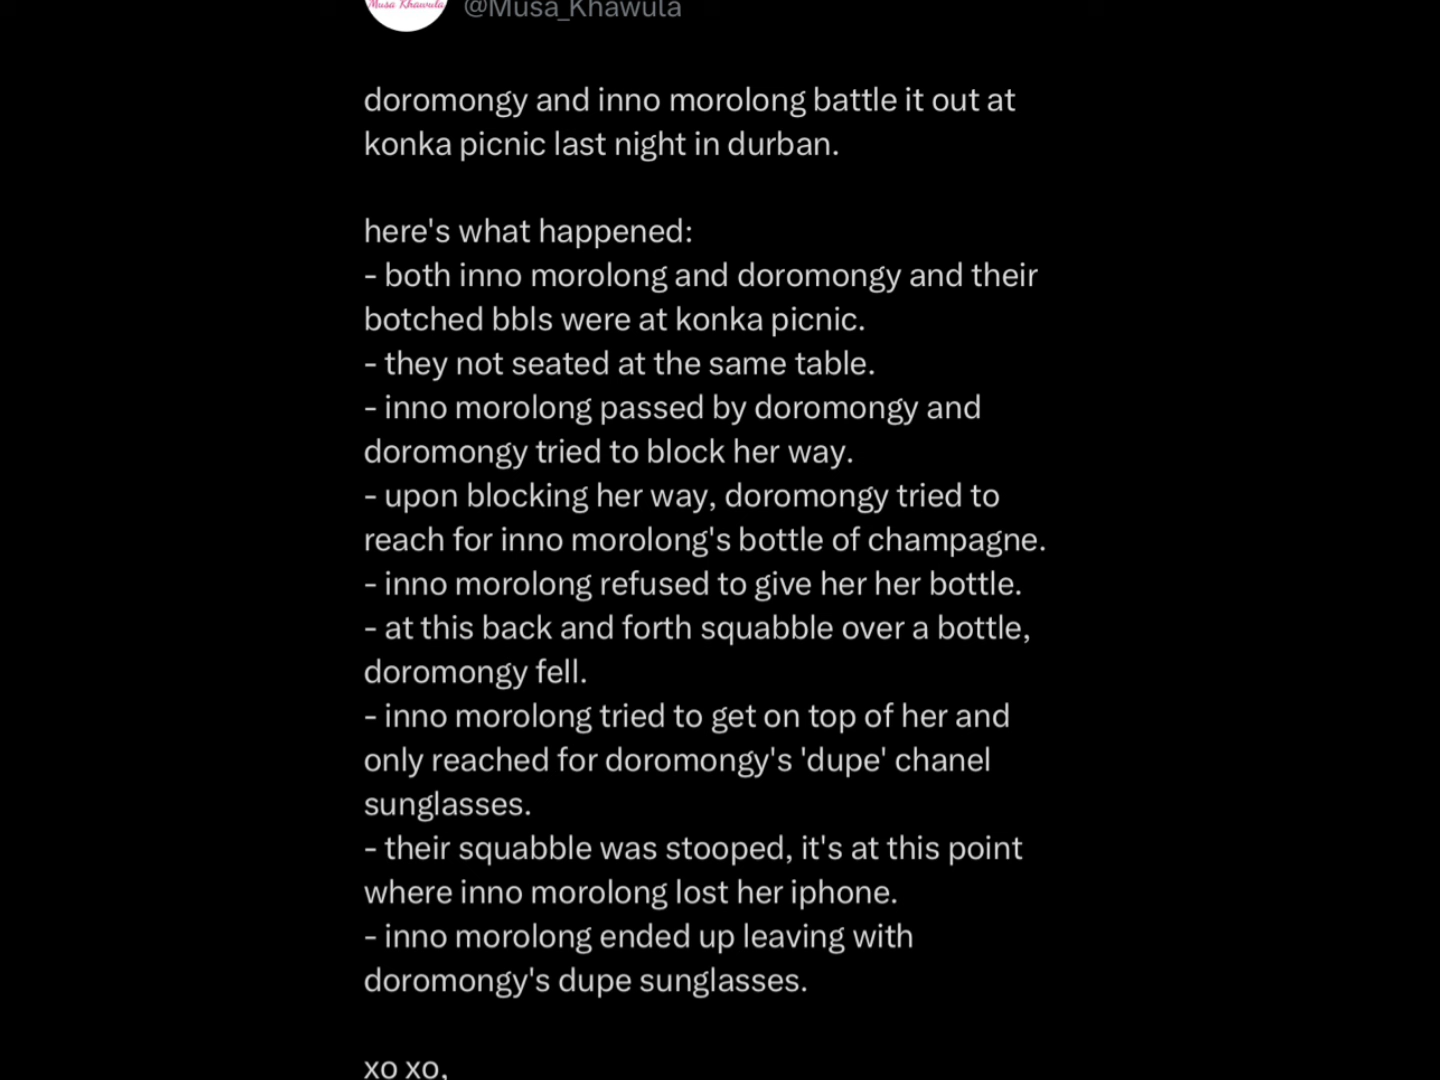 Musa Khawula
@Musa_Khawula
doromongy and inno morolong battle it out at
konka picnic last night in durban.
here's what happened:
- both inno morolong and doromongy and their
botched bbls were at konka picnic.
- they not seated at the same table.
- inno morolong passed by doromongy and
doromongy tried to block her way.
- upon blocking her way, doromongy tried to
reach for inno morolong's bottle of champagne.
- inno morolong refused to give her her bottle.
- at this back and forth squabble over a bottle,
doromongy fell.
- inno morolong tried to get on top of her and
only reached for doromongy's 'dupe' chanel
sunglasses.
- their squabble was stooped, it's at this point
where inno morolong lost her iphone.
- inno morolong ended up leaving with
doromongy's dupe sunglasses.
xo xo,